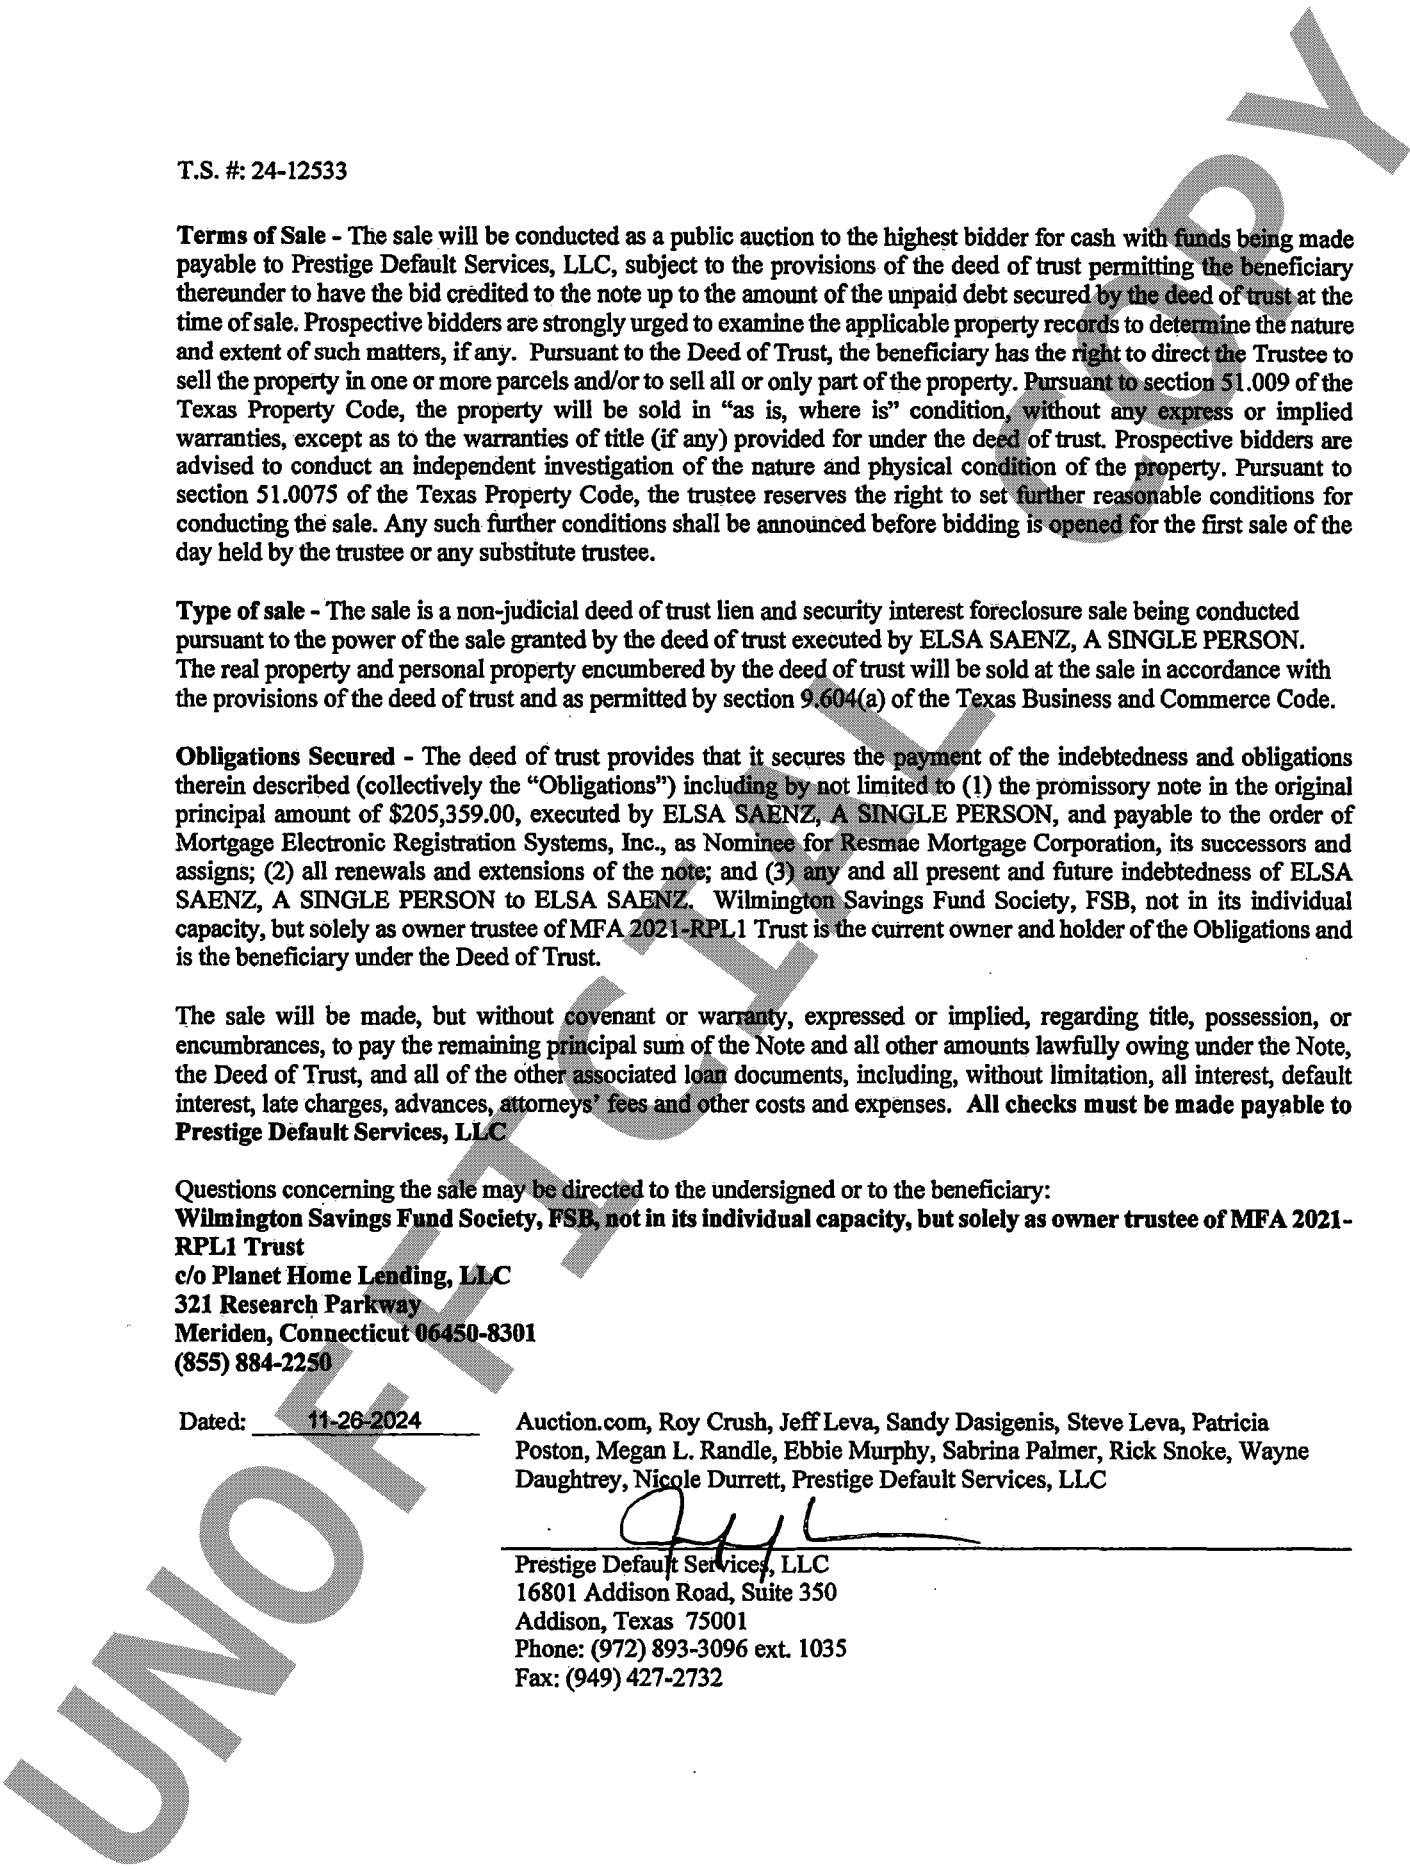 T.S. #: 24-12533
Terms of Sale - The sale will be conducted as a public auction to the highest bidder for cash with funds being made
payable to Prestige Default Services, LLC, subject to the provisions of the deed of trust permitting the beneficiary
thereunder to have the bid credited to the note up to the amount of the unpaid debt secured by the deed of trust at the
time of sale. Prospective bidders are strongly urged to examine the applicable property records to determine the nature
and extent of such matters, if any. Pursuant to the Deed of Trust, the beneficiary has the right to direct the Trustee to
sell the property in one or more parcels and/or to sell all or only part of the property. Pursuant to section 51.009 of the
Texas Property Code, the property will be sold in “as is, where is” condition, without any express or implied
warranties, except as to the warranties of title (if any) provided for under the deed of trust. Prospective bidders are
advised to conduct an independent investigation of the nature and physical condition of the property. Pursuant to
section 51.0075 of the Texas Property Code, the trustee reserves the right to set further reasonable conditions for
conducting the sale. Any such further conditions shall be announced before bidding is opened for the first sale of the
day held by the trustee or any substitute trustee.
Type of sale - The sale is a non-judicial deed of trust lien and security interest foreclosure sale being conducted
pursuant to the power of the sale granted by the deed of trust executed by ELSA SAENZ, A SINGLE PERSON.
The real property and personal property encumbered by the deed of trust will be sold at the sale in accordance with
the provisions of the deed of trust and as permitted by section 9.604(a) of the Texas Business and Commerce Code.
Obligations Secured - The deed of trust provides that it secures the payment of the indebtedness and obligations
therein described (collectively the “Obligations”) including by not limited to (1) the promissory note in the original
principal amount of $205,359.00, executed by ELSA SAENZ, A SINGLE PERSON, and payable to the order of
Mortgage Electronic Registration Systems, Inc., as Nominee for Resmae Mortgage Corporation, its successors and
assigns; (2) all renewals and extensions of the note; and (3) any and all present and future indebtedness of ELSA
SAENZ, A SINGLE PERSON to ELSA SAENZ. Wilmington Savings Fund Society, FSB, not in its individual
capacity, but solely as owner trustee of MFA 2021-RPL1 Trust is the current owner and holder of the Obligations and
is the beneficiary under the Deed of Trust.
The sale will be made, but without covenant or warranty, expressed or implied, regarding title, possession, or
encumbrances, to pay the remaining principal sum of the Note and all other amounts lawfully owing under the Note,
the Deed of Trust, and all of the other associated loan documents, including, without limitation, all interest, default
interest, late charges, advances, attorneys’ fees and other costs and expenses. All checks must be made payable to
Prestige Default Services, LLC
Questions concerning the sale may be directed to the undersigned or to the beneficiary:
Wilmington Savings Fund Society, FSB, not in its individual capacity, but solely as owner trustee of MFA 2021-
RPL1 Trust
c/o Planet Home Lending, LLC
321 Research Parkway
Meriden, Connecticut 06450-8301
(855) 884-2250
Dated: 11-26-2024
Auction.com, Roy Crush, Jeff Leva, Sandy Dasigenis, Steve Leva, Patricia
Poston, Megan L. Randle, Ebbie Murphy, Sabrina Palmer, Rick Snoke, Wayne
Daughtrey, Nicole Durrett, Prestige Default Services, LLC
Prestige Default Services, LLC
16801 Addison Road, Suite 350
Addison, Texas 75001
Phone: (972) 893-3096 ext. 1035
Fax: (949) 427-2732
UNOFFICIAL COPY